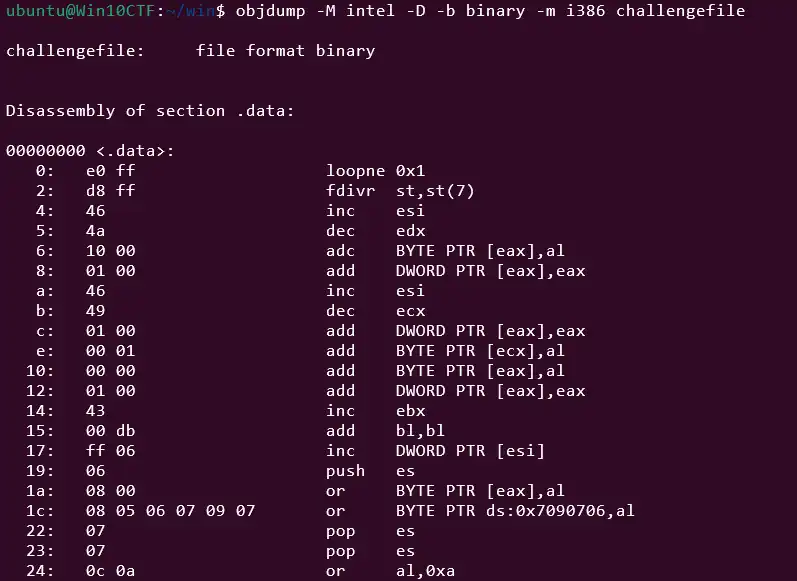 ubuntu@Win10CTF:~/win$ objdump -M intel -D -b binary -m i386 challengefile
challengefile:     file format binary
Disassembly of section .data:
00000000 <.data>:
0:   e0 ff   loopne 0x1
2:   d8 ff   fdivr  st,st(7)
4:   46   inc    esi
5:   4a   dec    edx
6:   10 00   adc    BYTE PTR [eax],al
8:   01 00   add    DWORD PTR [eax],eax
a:   46   inc    esi
b:   49   dec    ecx
c:   01 00   add    DWORD PTR [eax],eax
e:   00 01   add    BYTE PTR [ecx],al
10:   00 00   add    BYTE PTR [eax],al
12:   01 00   add    DWORD PTR [eax],eax
14:   43   inc    ebx
15:   00 db   add    bl,bl
17:   ff 06   inc    DWORD PTR [esi]
19:   06   push   es
1a:   08 00   or     BYTE PTR [eax],al
1c:   08 05 06 07 09 07   or     BYTE PTR ds:0x7090706,al
22:   07   pop    es
23:   07   pop    es
24:   0c 0a   or     al,0xa